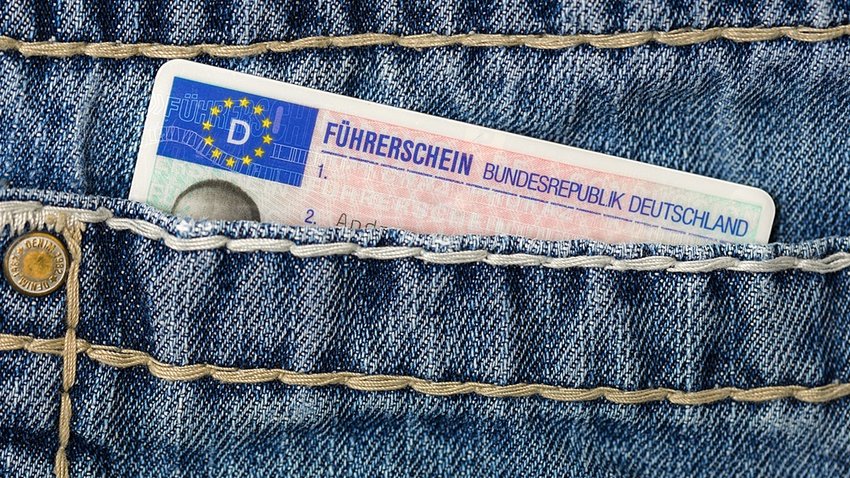 D
FÜHRERSCHEIN BUNDESREPUBLIK DEUTSCHLAND
1.
2.